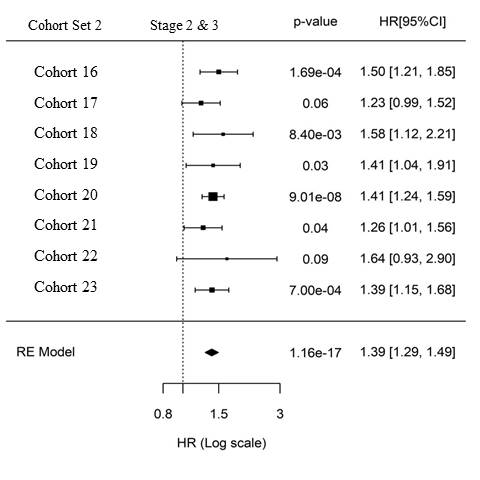 Cohort Set 2 Stage 2 & 3 p-value HR[95%CI]
Cohort 16 1.69e-04 1.50 [1.21, 1.85]
Cohort 17 0.06 1.23 [0.99, 1.52]
Cohort 18 8.40e-03 1.58 [1.12, 2.21]
Cohort 19 0.03 1.41 [1.04, 1.91]
Cohort 20 9.01e-08 1.41 [1.24, 1.59]
Cohort 21 0.04 1.26 [1.01, 1.56]
Cohort 22 0.09 1.64 [0.93, 2.90]
Cohort 23 7.00e-04 1.39 [1.15, 1.68]
RE Model 1.16e-17 1.39 [1.29, 1.49]
0.8 1.5 3
HR (Log scale)